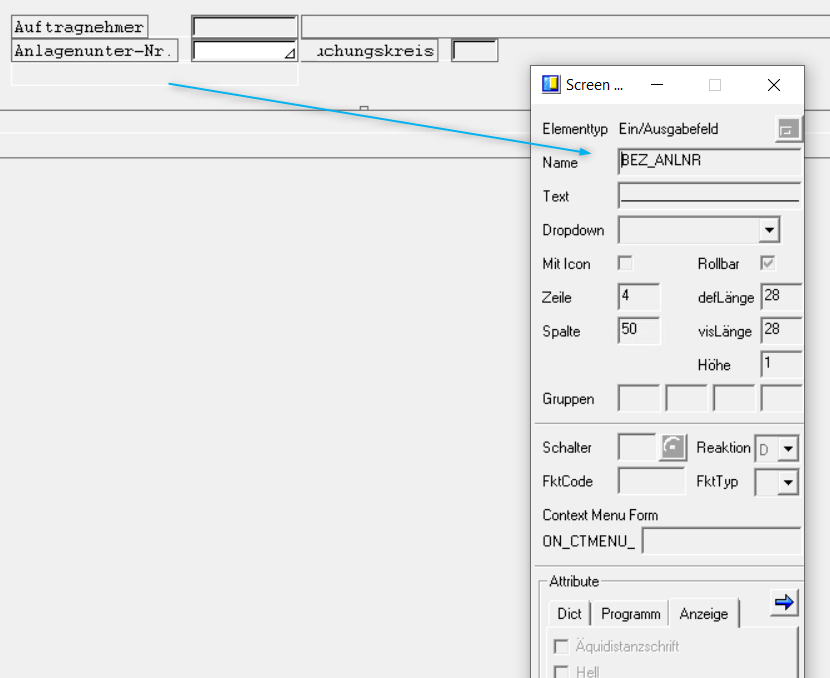 Auftragnehmer
Anlagenunter-Nr. uchungskreis
Screen ...
Elementtyp Ein/Ausgabefeld
Name BEZ_ANLNR
Text
Dropdown
Mit Icon Rollbar
Zeile 4 defLänge 28
Spalte 50 visLänge 28
Höhe 1
Gruppen
Schalter Reaktion D
FktCode FktTyp
Context Menu Form
ON_CTMENU_
Attribute
Dict Programm Anzeige
Äquidistanzschrift
Hell